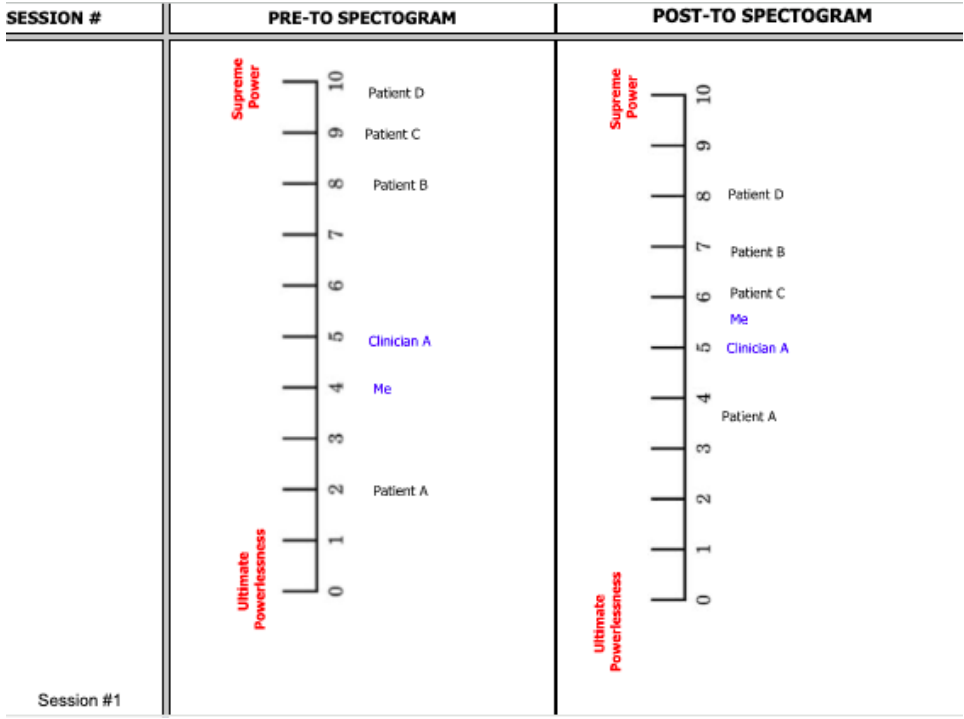 SESSION #
PRE-TO SPECTOGRAM
POST-TO SPECTOGRAM
Supreme
Power
10
9
8
7
6
5
4
3
2
1
0
Ultimate
Powerlessness
Patient D
Patient C
Patient B
Clinician A
Me
Patient A
Supreme
Power
10
9
8
7
6
5
4
3
2
1
0
Ultimate
Powerlessness
Patient D
Patient B
Patient C
Me
Clinician A
Patient A
Session #1